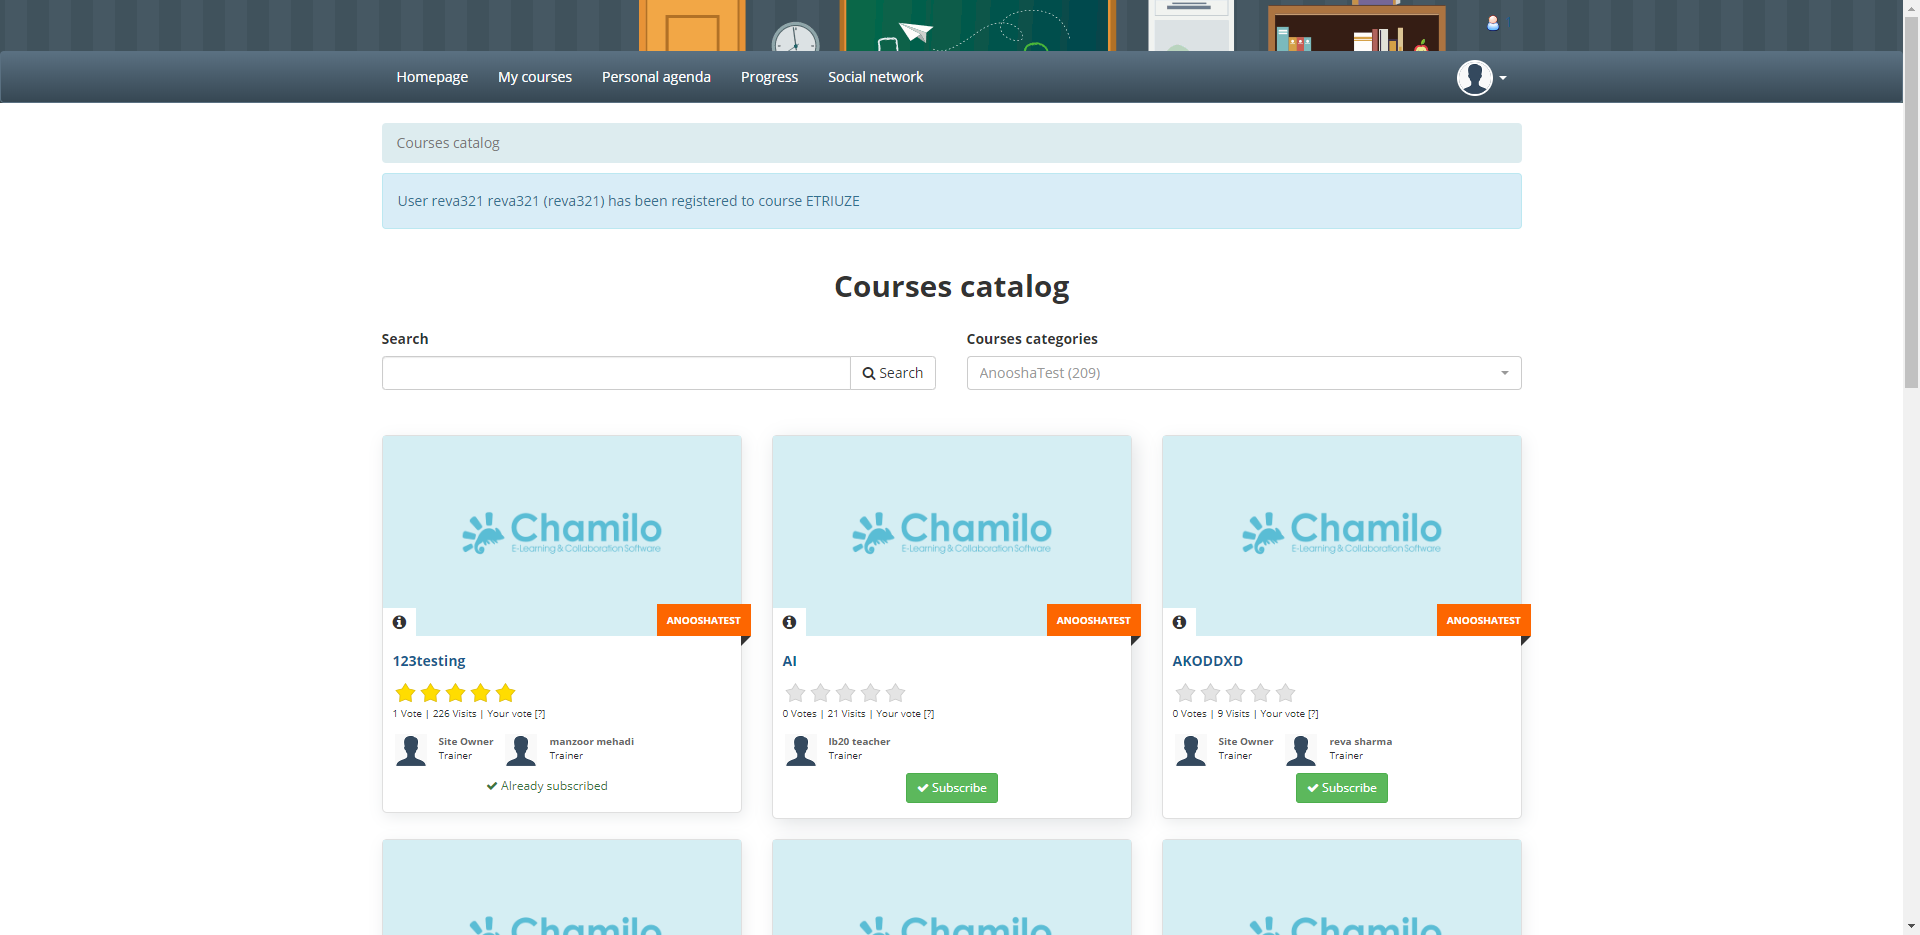 Homepage
My courses
Personal agenda
Progress
Social network
Courses catalog
User reva321 reva321 (reva321) has been registered to course ETRIUZE
Courses catalog
Search
Search
Courses categories
AnooshaTest (209)
Chamilo
E-Learning & Collaboration Software
ANOOSHATEST
123testing
1 Vote | 226 Visits | Your vote [?]
Site Owner
Trainer
manzoor mehadi
Trainer
Already subscribed
Chamilo
E-Learning & Collaboration Software
ANOOSHATEST
AI
0 Votes | 21 Visits | Your vote [?]
lb20 teacher
Trainer
Subscribe
Chamilo
E-Learning & Collaboration Software
ANOOSHATEST
AKODDXD
0 Votes | 9 Visits | Your vote [?]
Site Owner
Trainer
reva sharma
Trainer
Subscribe
Chamilo
Chamilo
Chamilo